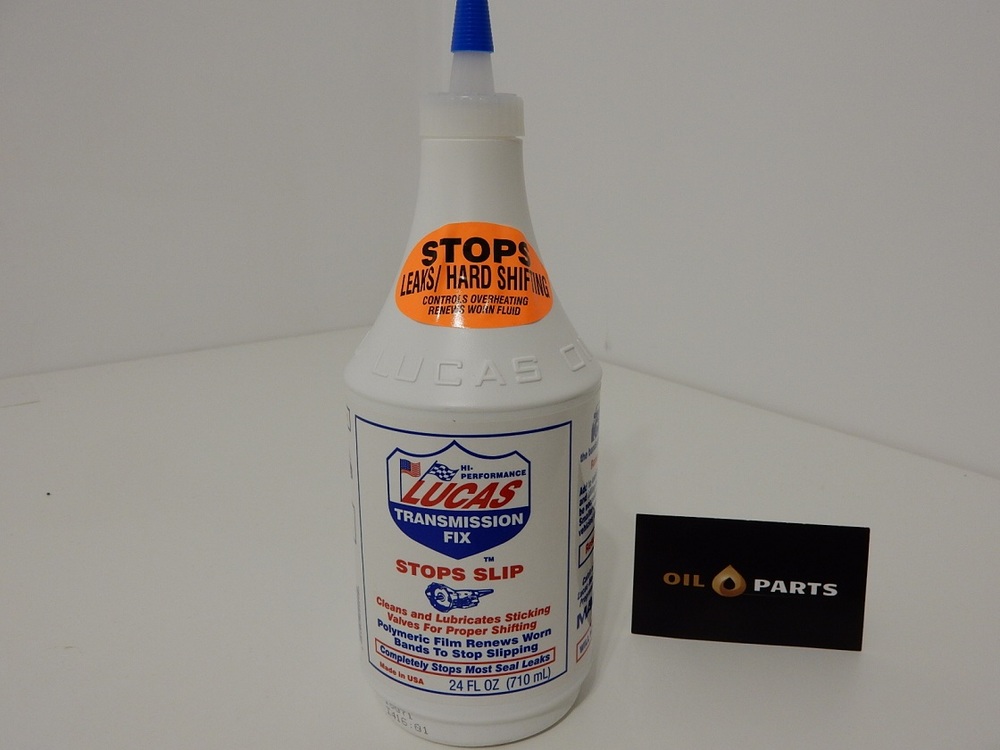 STOPS
LEAKS/ HARD SHIFTING
CONTROLS OVERHEATING
RENEWS WORN FLUID
LUCAS O
HI-
PERFORMANCE
LUCAS
TRANSMISSION
FIX
TM
STOPS SLIP
Cleans and Lubricates Sticking
Valves For Proper Shifting
Polymeric Film Renews Worn
Bands To Stop Slipping
Completely Stops Most Seal Leaks
Made In USA
24 FL OZ (710 mL)
OIL PARTS